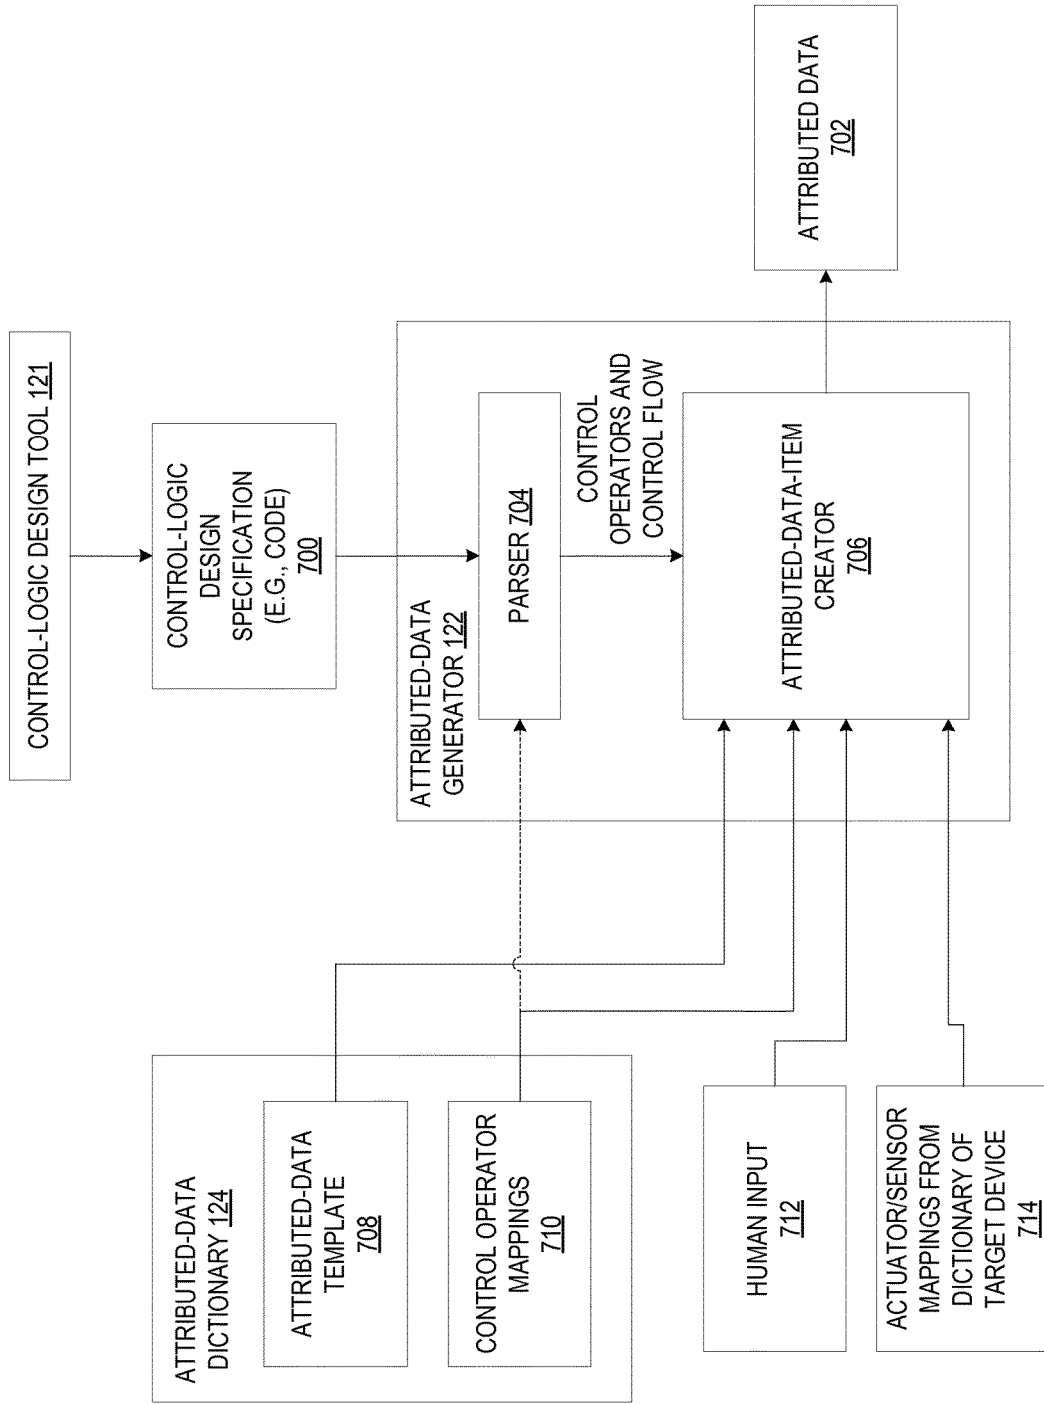 CONTROL-LOGIC DESIGN TOOL 121
CONTROL-LOGIC
DESIGN
SPECIFICATION
(E.G., CODE)
700
ATTRIBUTED-DATA
DICTIONARY 124
ATTRIBUTED-DATA
TEMPLATE
708
CONTROL OPERATOR
MAPPINGS
710
ATTRIBUTED-DATA
GENERATOR 122
PARSER 704
CONTROL
OPERATORS AND
CONTROL FLOW
ATTRIBUTED-DATA-ITEM
CREATOR
706
ATTRIBUTED DATA
702
HUMAN INPUT
712
ACTUATOR/SENSOR
MAPPINGS FROM
DICTIONARY OF
TARGET DEVICE
714